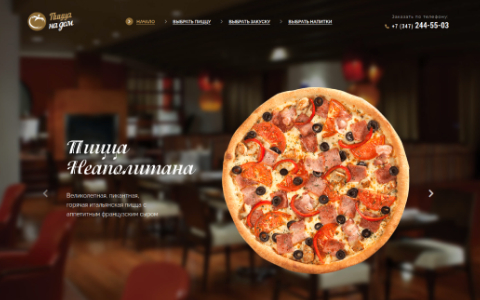 Пицца
на дом
НАЧАЛО
ВЫБРАТЬ ПИЦЦУ
ВЫБРАТЬ ЗАКУСКУ
ВЫБРАТЬ НАПИТКИ
Заказать по телефону
+7 (347) 244-55-03
Пицца
Неаполитана
Великолепная, пикантная,
горячая итальянская пицца с
аппетитным французским сыром